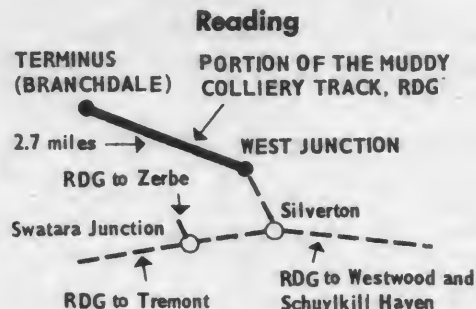 Reading
TERMINUS
(BRANCHDALE)
PORTION OF THE MUDDY
COLLIERY TRACK, RDG
2.7 miles
WEST JUNCTION
RDG to Zerbe
Silverton
Swatara Junction
RDG to Tremont
RDG to Westwood and
Schuylkill Haven